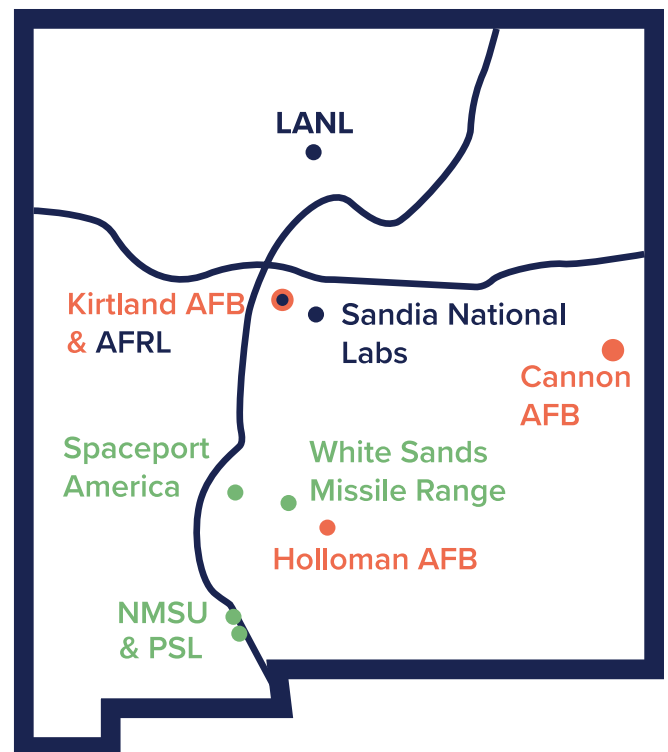 LANL
Kirtland AFB
& AFRL
Sandia National
Labs
Cannon
AFB
Spaceport
America
White Sands
Missile Range
Holloman AFB
NMSU
& PSL